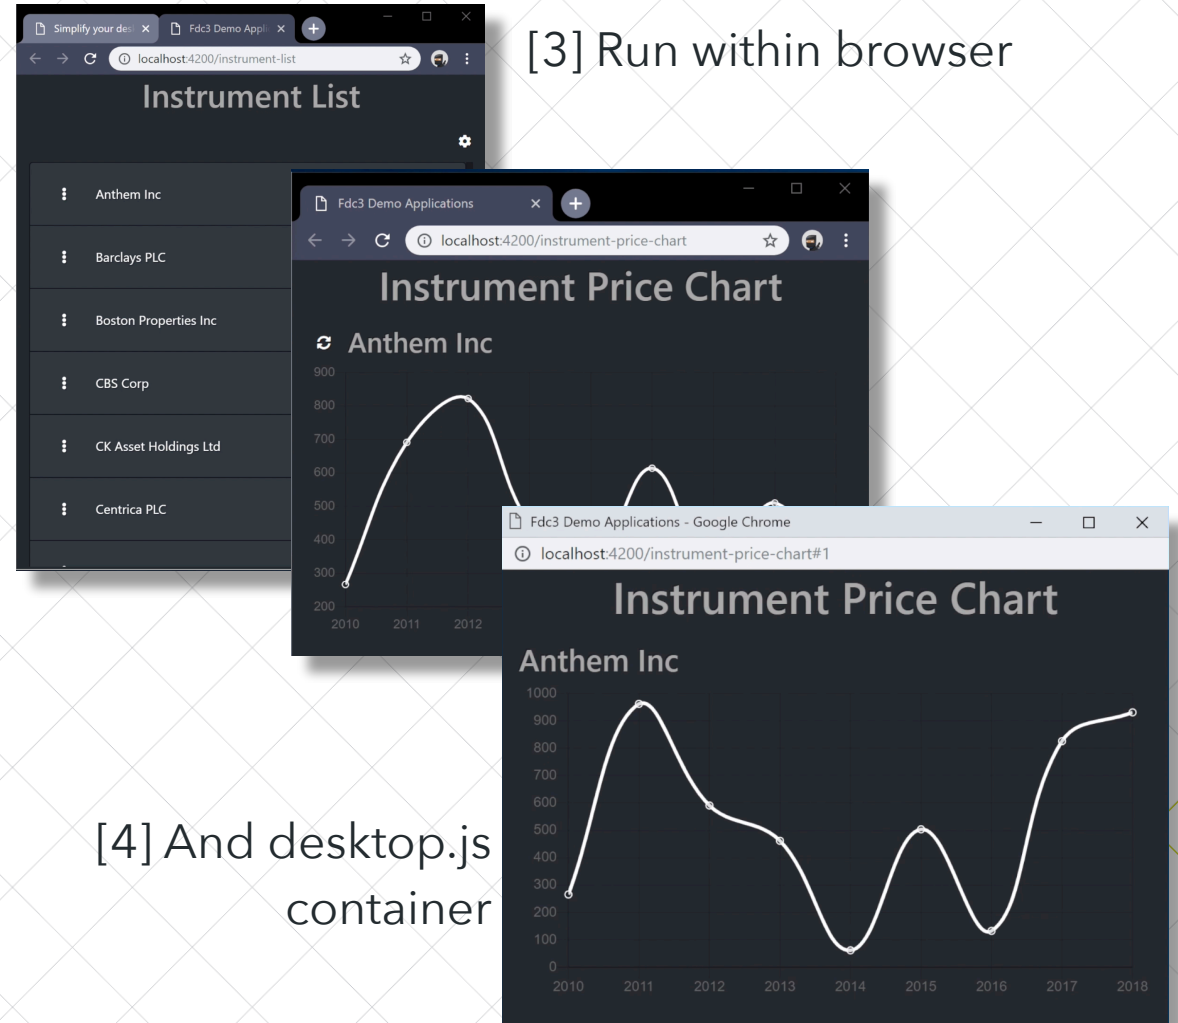 Simplify your des
Fdc3 Demo Appli
localhost:4200/instrument-list
Instrument List
Anthem Inc
Barclays PLC
Boston Properties Inc
CBS Corp
CK Asset Holdings Ltd
Centrica PLC
[3] Run within browser
Fdc3 Demo Applications
localhost:4200/instrument-price-chart
Instrument Price Chart
Anthem Inc
900
800
700
600
500
400
300
200
2010 2011 2012
Fdc3 Demo Applications - Google Chrome
localhost:4200/instrument-price-chart#1
Instrument Price Chart
Anthem Inc
1000
900
800
700
600
500
400
300
200
100
0
2010 2011 2012 2013 2014 2015 2016 2017 2018
[4] And desktop.js
container